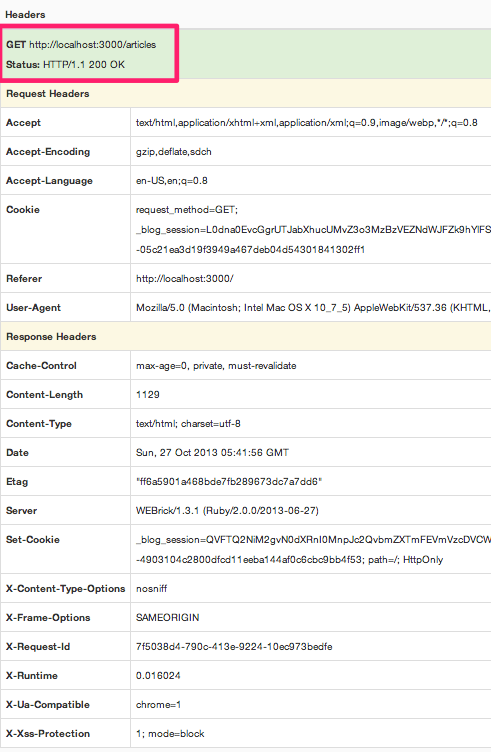 Headers
GET http://localhost:3000/articles
Status: HTTP/1.1 200 OK
Request Headers
Accept text/html,application/xhtml+xml,application/xml;q=0.9,image/webp,*/*;q=0.8
Accept-Encoding gzip,deflate,sdch
Accept-Language en-US,en;q=0.8
Cookie request_method=GET;
_blog_session=L0dna0EvcGgrUTJabXhucUMvZ3o3MzBzVEZNdWJFZk9hYlFS
-05c21ea3d19f3949a467deb04d54301841302ff1
Referer http://localhost:3000/
User-Agent Mozilla/5.0 (Macintosh; Intel Mac OS X 10_7_5) AppleWebKit/537.36 (KHTML,
Response Headers
Cache-Control max-age=0, private, must-revalidate
Content-Length 1129
Content-Type text/html; charset=utf-8
Date Sun, 27 Oct 2013 05:41:56 GMT
Etag "ff6a5901a468bde7fb289673dc7a7dd6"
Server WEBrick/1.3.1 (Ruby/2.0.0/2013-06-27)
Set-Cookie _blog_session=QVFTQ2NiM2gvN0dXRnI0MnpJc2QvbmZXTmFEVmVzcDVCW
-4903104c2800dfcd11eeba144af0c6cbc9bb4f53; path=/; HttpOnly
X-Content-Type-Options nosniff
X-Frame-Options SAMEORIGIN
X-Request-Id 7f5038d4-790c-413e-9224-10ec973bedfe
X-Runtime 0.016024
X-Ua-Compatible chrome=1
X-Xss-Protection 1; mode=block